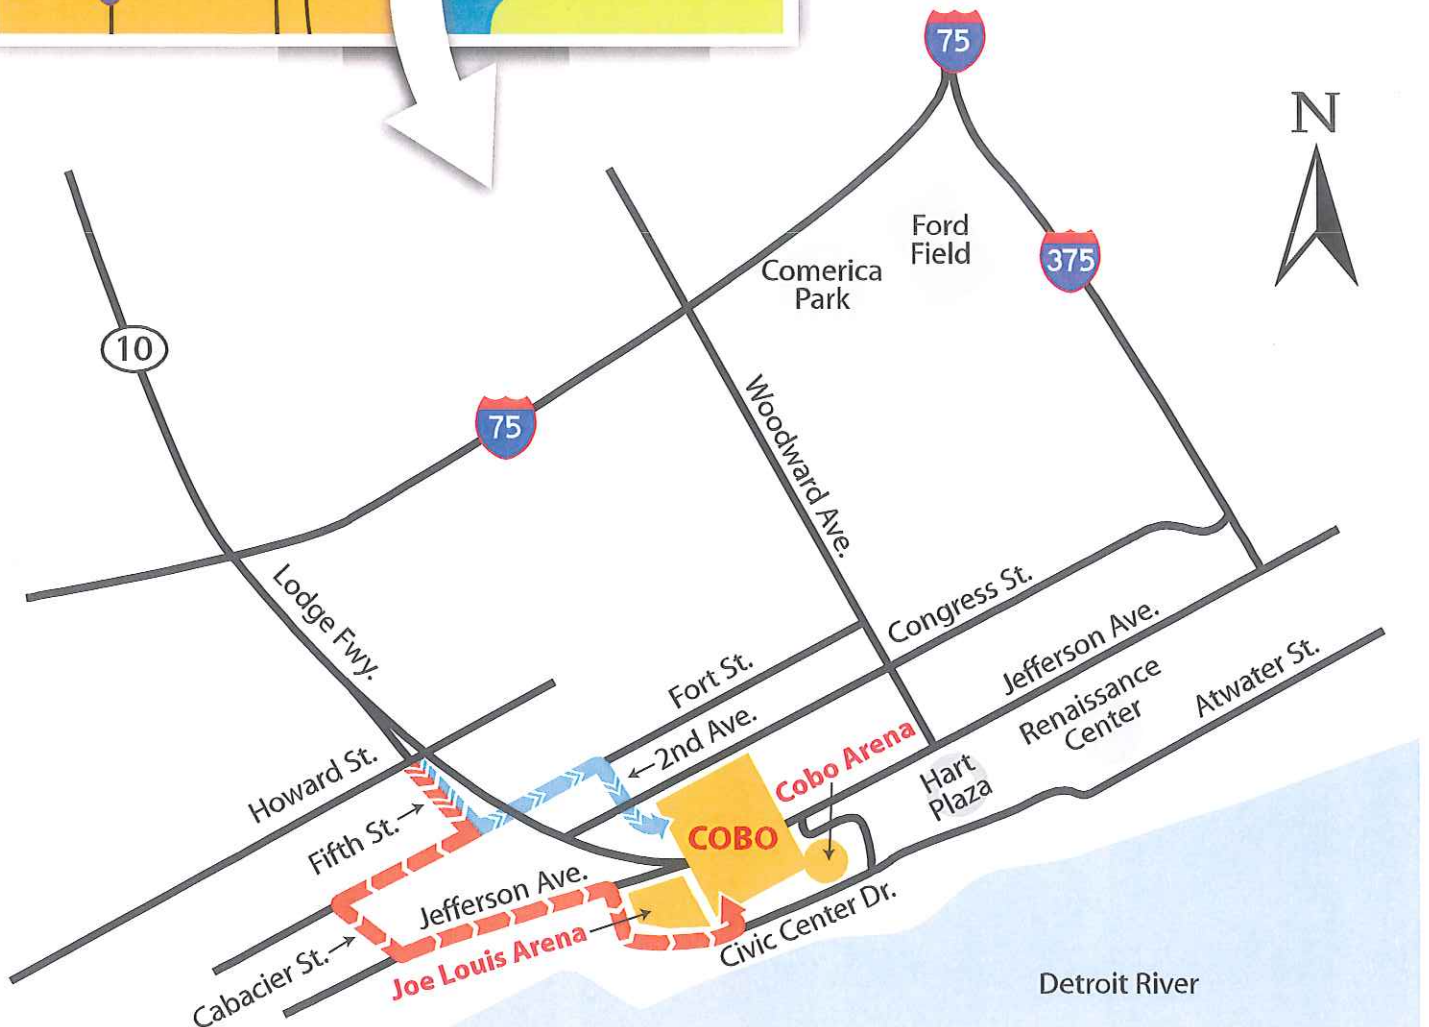 75
N
Ford
Field
375
Comerica
Park
10
75
Woodward Ave.
Lodge Fwy.
Congress St.
Jefferson Ave.
Fort St.
Renaissance
Center
Atwater St.
2nd Ave.
Howard St.
Cobo Arena
Hart
Plaza
Fifth St.
COBO
Jefferson Ave.
Civic Center Dr.
Joe Louis Arena
Cabacier St.
Detroit River